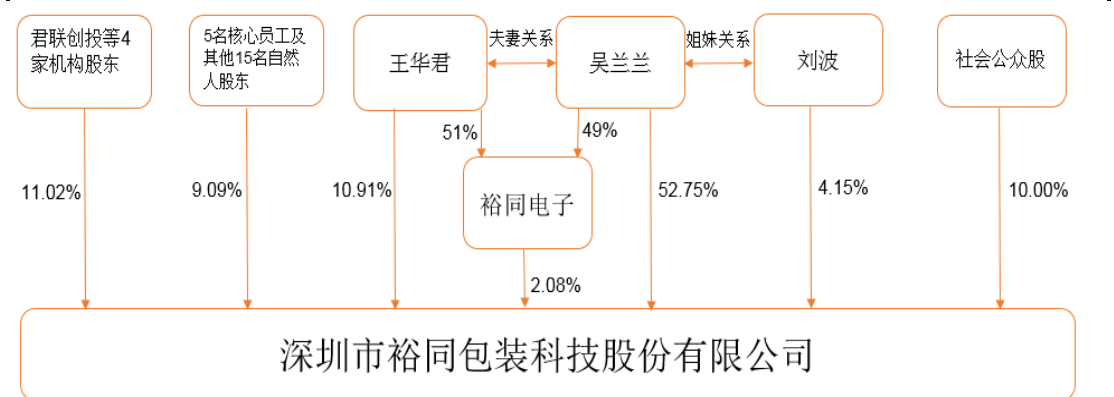 君联创投等4
家机构股东
5名核心员工及
其他15名自然
人股东
王华君
夫妻关系
吴兰兰
姐妹关系
刘波
社会公众股
51%
49%
11.02%
9.09%
10.91%
裕同电子
52.75%
4.15%
10.00%
2.08%
深圳市裕同包装科技股份有限公司